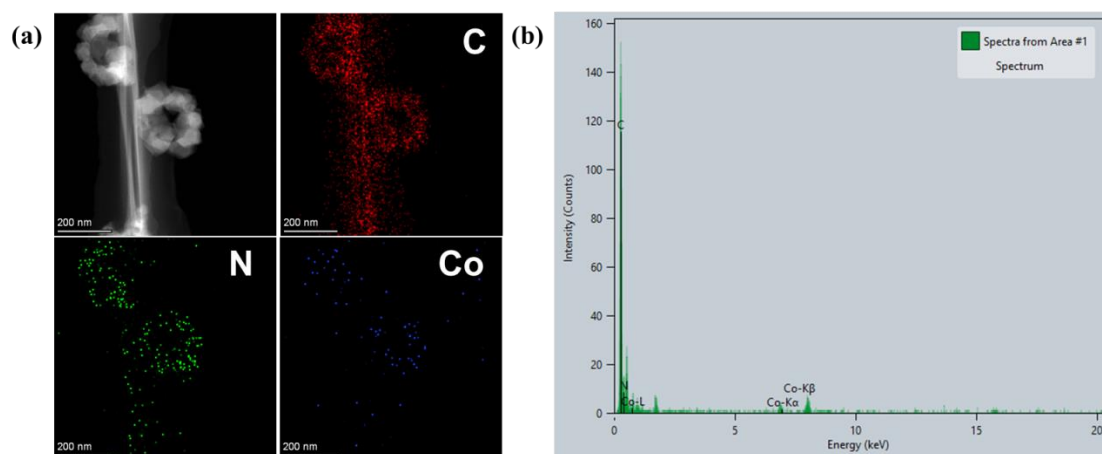 (a)
C
200 nm
200 nm
N
Co
200 nm
200 nm
(b)
160
140
120
100
80
60
40
20
0
Intensity (Counts)
Spectra from Area #1
Spectrum
C
N
Co-L
Co-Kα
Co-Kβ
0
5
10
15
20
Energy (keV)